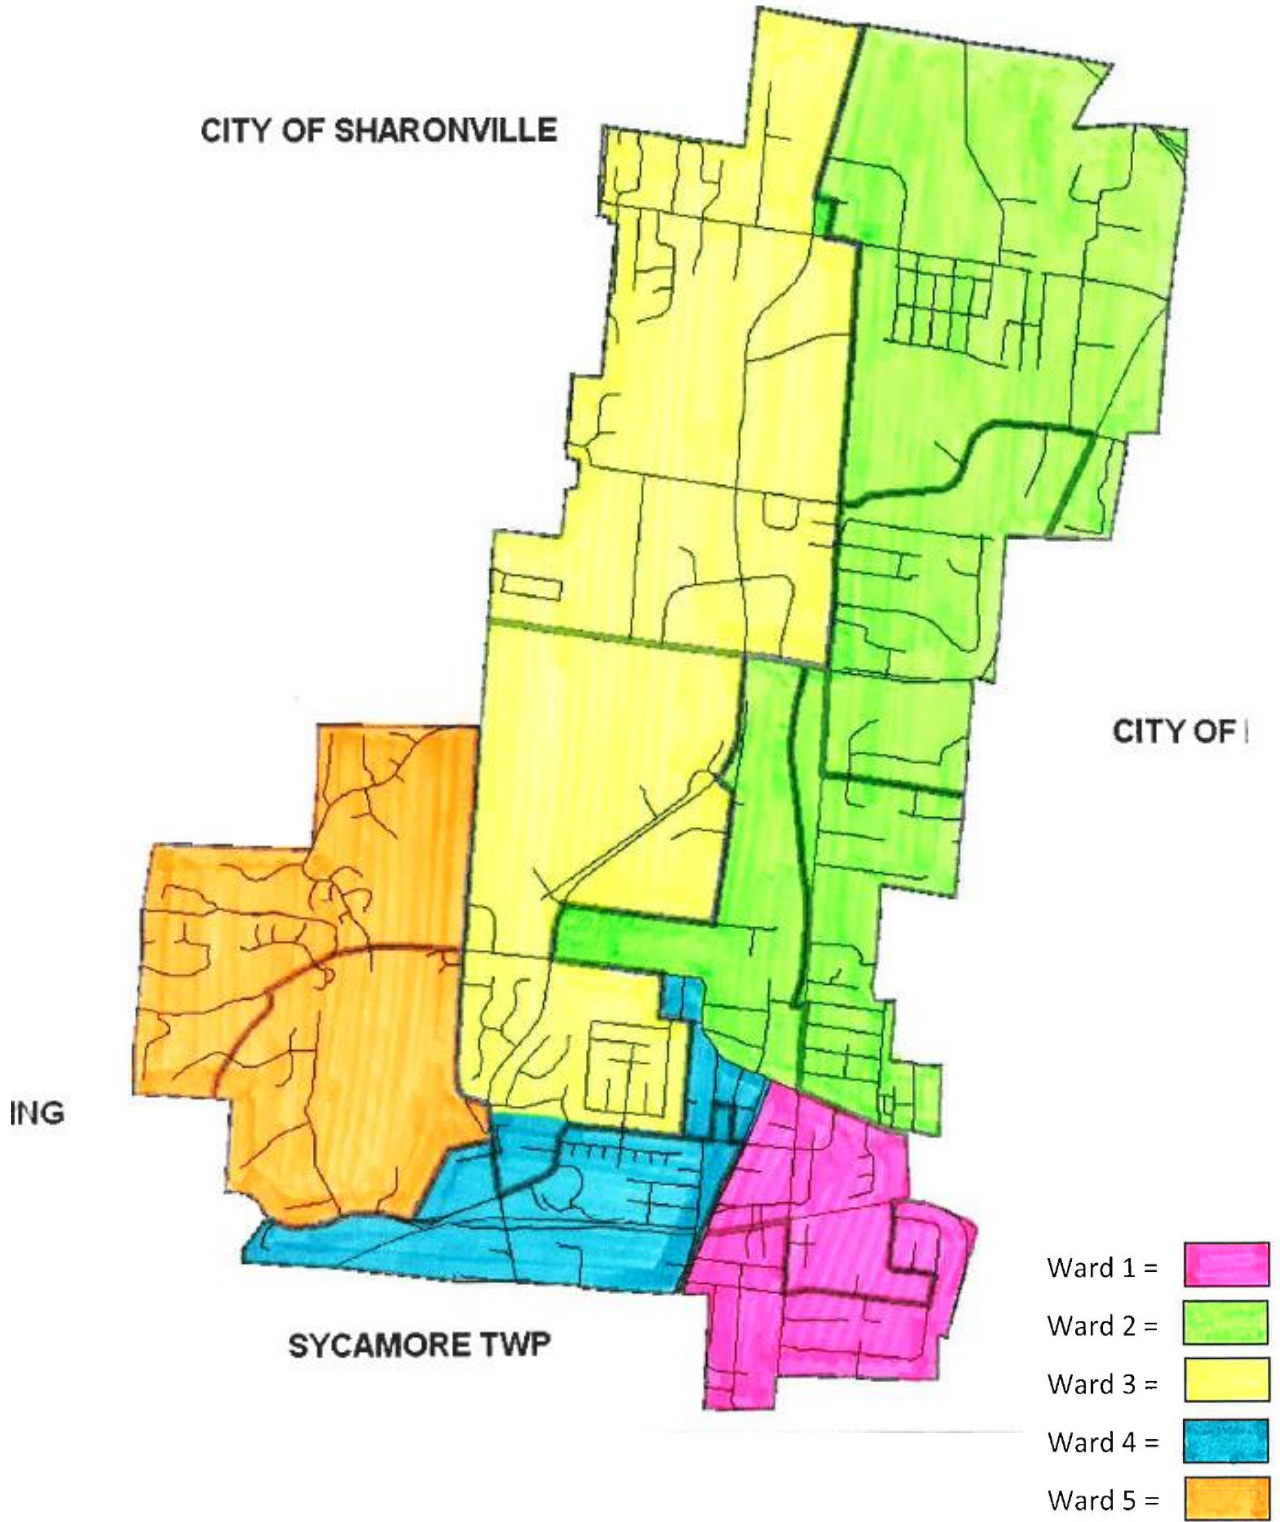 CITY OF SHARONVILLE
CITY OF
ING
SYCAMORE TWP
Ward 1 =
Ward 2 =
Ward 3 =
Ward 4 =
Ward 5 =